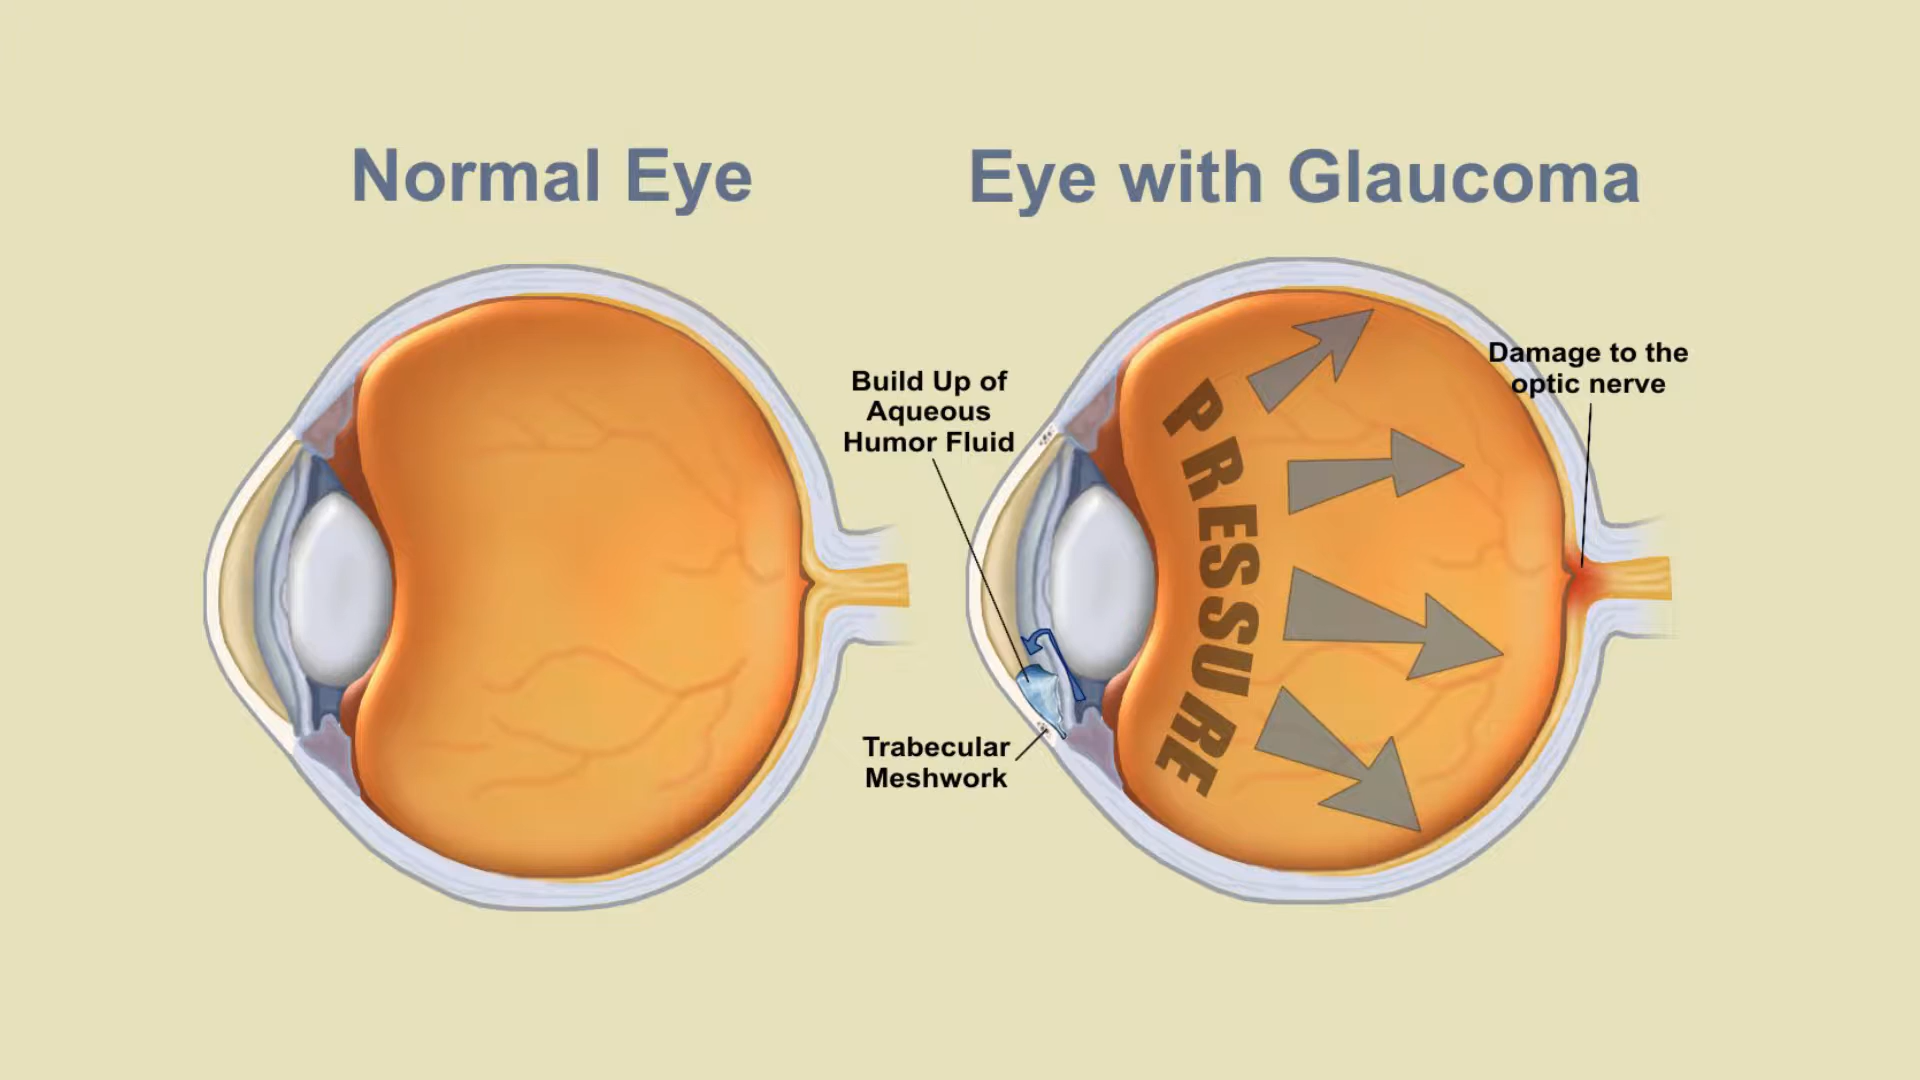 Normal Eye
Eye with Glaucoma
Build Up of
Aqueous
Humor Fluid
Trabecular
Meshwork
PRESSURE
Damage to the
optic nerve